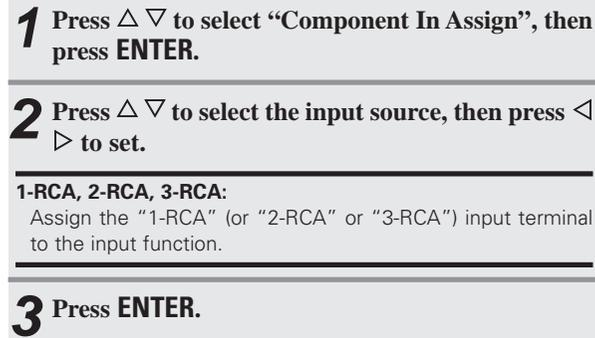 1 Press △ ▽ to select “Component In Assign”, then
press ENTER.
2 Press △ ▽ to select the input source, then press ◁
▷ to set.
1-RCA, 2-RCA, 3-RCA:
Assign the “1-RCA” (or “2-RCA” or “3-RCA”) input terminal
to the input function.
3 Press ENTER.